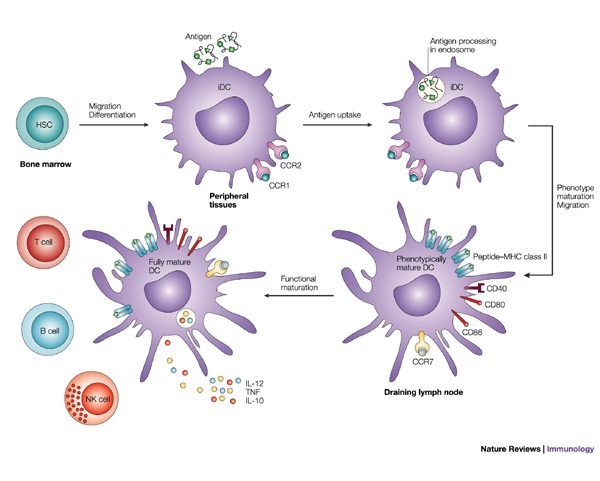 Antigen
Antigen processing
in endosome
iDC
iDC
HSC
Migration
Differentiation
Antigen uptake
Bone marrow
CCR2
CCR1
Peripheral
tissues
Phenotype
maturation
Migration
T cell
Fully mature
DC
Functional
maturation
Phenotypically
mature DC
Peptide–MHC class II
CD40
CD80
CD86
CCR7
B cell
NK cell
IL-12
TNF
IL-10
Draining lymph node
Nature Reviews | Immunology